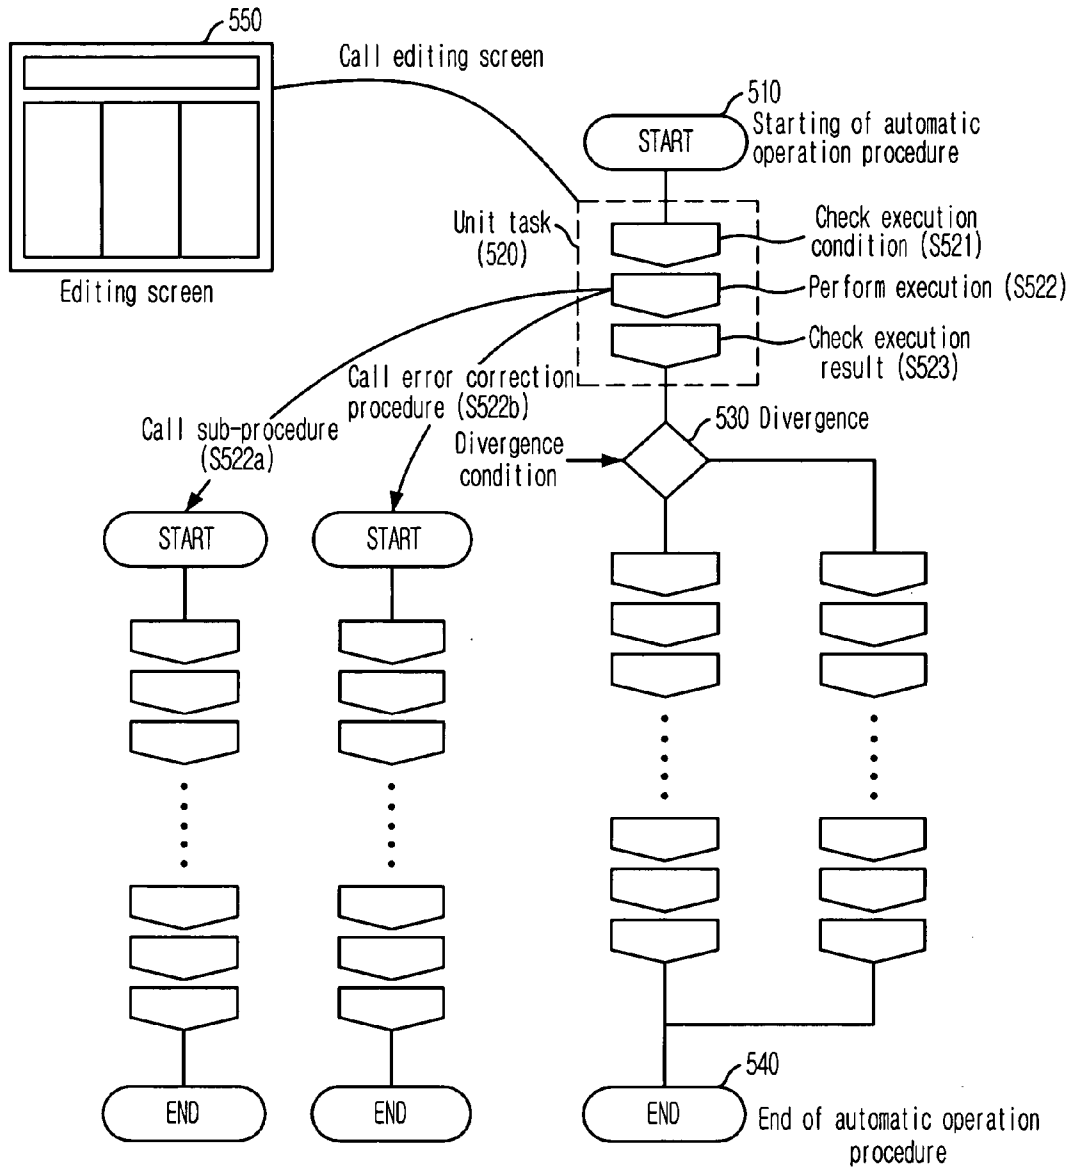 550
Call editing screen
510
START
Starting of automatic
operation procedure
Unit task
(520)
Check execution
condition (S521)
Editing screen
Perform execution (S522)
Check execution
result (S523)
Call error correction
procedure (S522b)
530 Divergence
Call sub-procedure
(S522a)
Divergence
condition
START
START
540
END
END
END
End of automatic operation
procedure